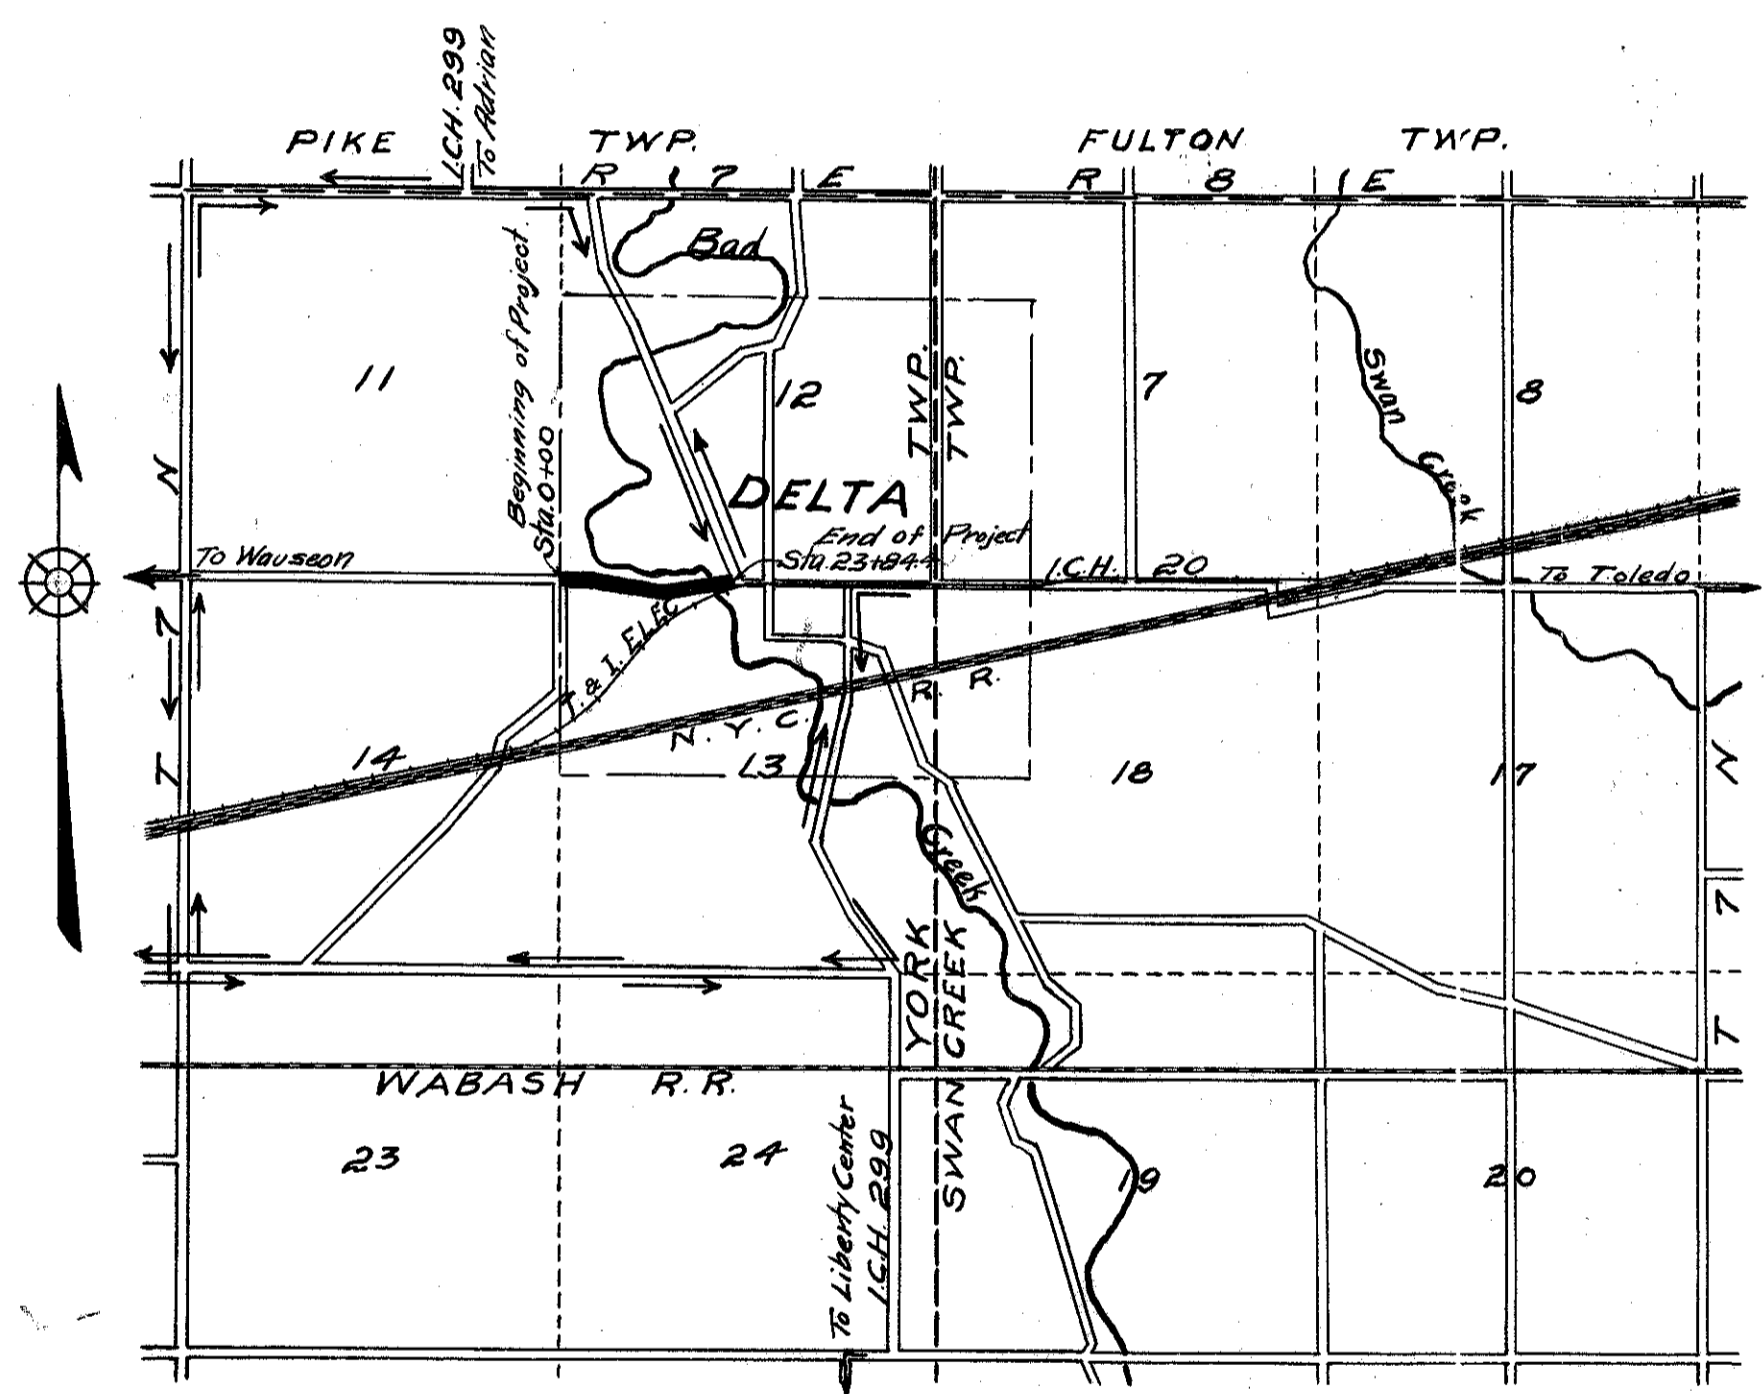 I.C.H. 299
To Adrian
PIKE TWP. FULTON TWP.
R 7 E R 8 E
Bad
Beginning of Project.
Sta. 0+00
11
12
TWP.
TWP.
7
Swan
Creek
8
N
DELTA
End of Project
Sta. 23+84.4
To Wauseon
I.C.H. 20
To Toledo
T. & I. ELEC
T 7
N. Y. C. R. R.
14
13
18
17
T 7 N
Creek
YORK
SWAN CREEK
WABASH R. R.
23
24
19
20
To Liberty Center
I.C.H. 299